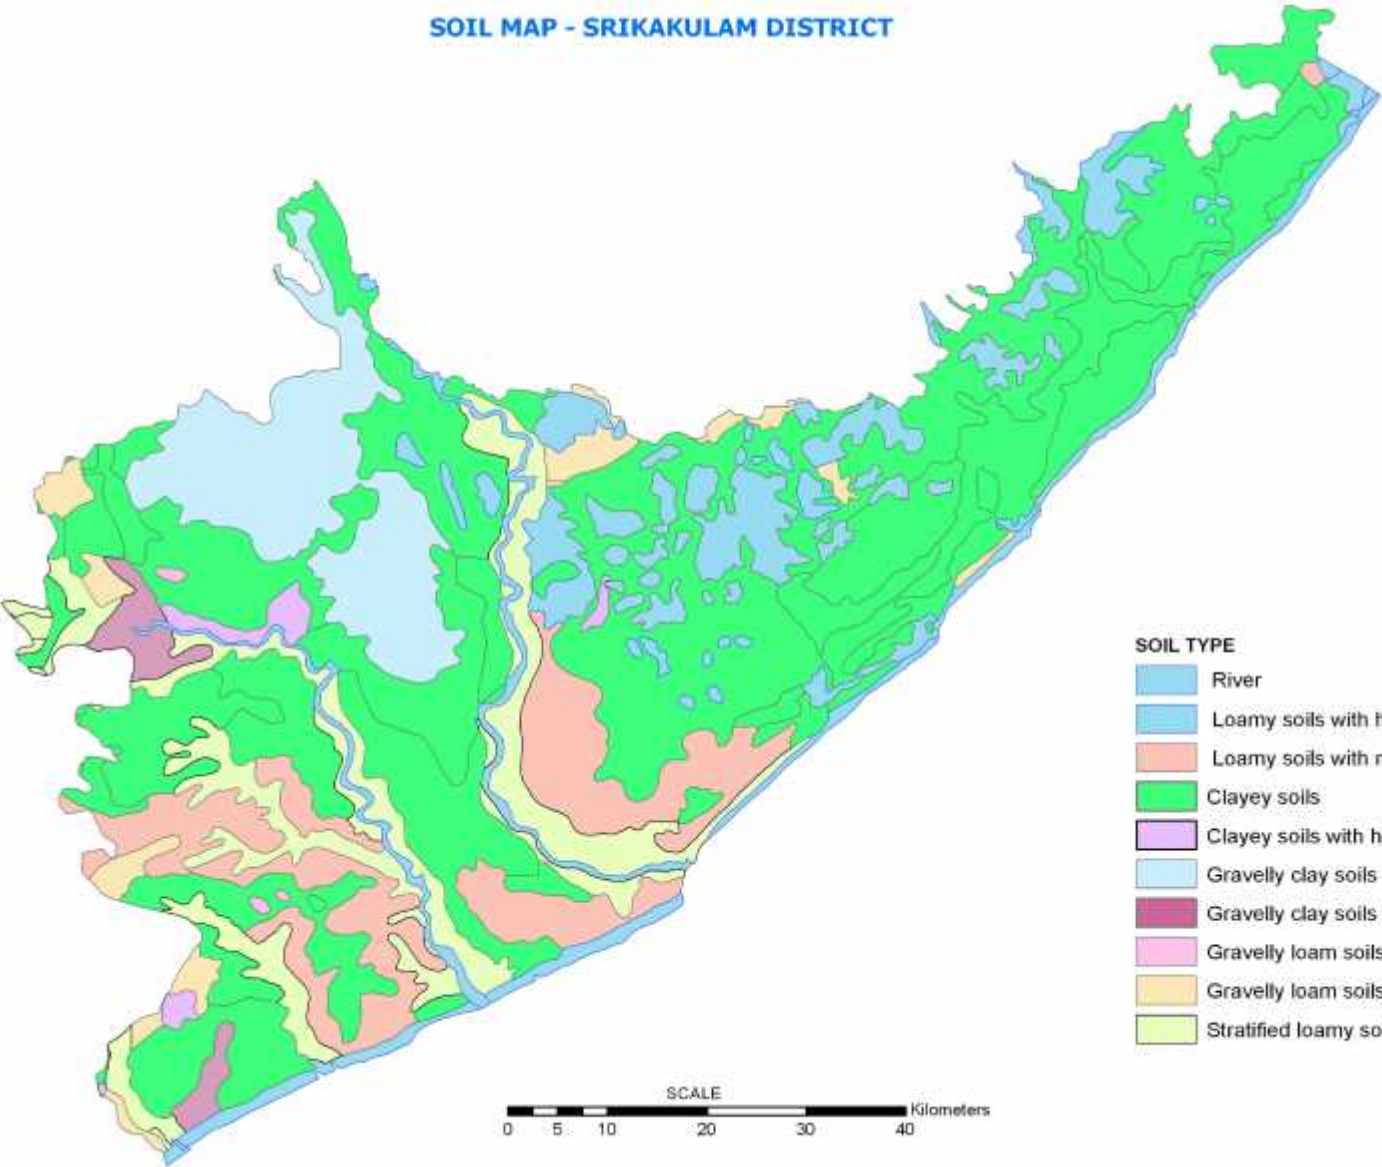 SOIL MAP - SRIKAKULAM DISTRICT
SOIL TYPE
River
Loamy soils with
Loamy soils with
Clayey soils
Clayey soils with
Gravelly clay soils
Gravelly clay soils
Gravelly loam soils
Gravelly loam soils
Stratified loamy
SCALE
Kilometers
0 5 10 20 30 40